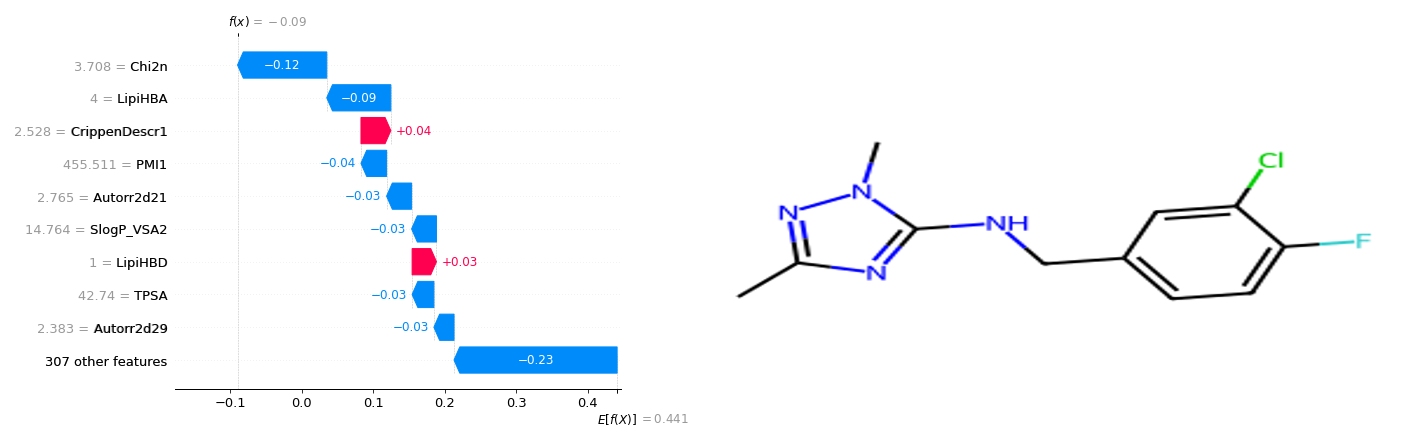 f(x) = −0.09
3.708 = Chi2n
−0.12
4 = LipiHBA
−0.09
2.528 = CrippenDescr1
+0.04
455.511 = PMI1
−0.04
2.765 = Autorr2d21
−0.03
14.764 = SlogP_VSA2
−0.03
1 = LipiHBD
+0.03
42.74 = TPSA
−0.03
2.383 = Autorr2d29
−0.03
307 other features
−0.23
−0.1 0.0 0.1 0.2 0.3 0.4
E[f(X)] = 0.441
Cl
N
N
NH
F
N